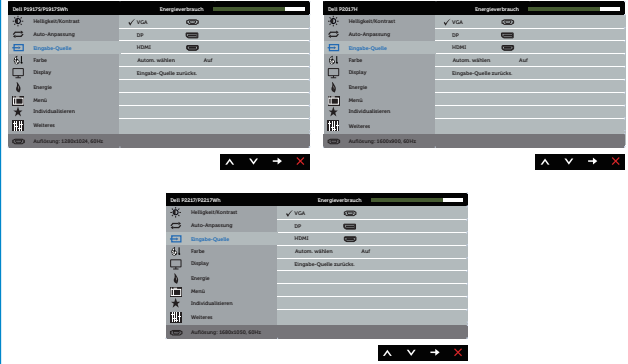 Dell P1917S/P1917SWh Energieverbrauch
Helligkeit/Kontrast ✓ VGA
Auto-Anpassung DP
Eingabe-Quelle HDMI
Farbe Autom. wählen Auf
Display Eingabe-Quelle zurücks.
Energie
Menü
Individualisieren
Weiteres
Auflösung: 1280x1024, 60Hz
Dell P2017H Energieverbrauch
Helligkeit/Kontrast ✓ VGA
Auto-Anpassung DP
Eingabe-Quelle HDMI
Farbe Autom. wählen Auf
Display Eingabe-Quelle zurücks.
Energie
Menü
Individualisieren
Weiteres
Auflösung: 1600x900, 60Hz
Dell P2217/P2217Wh Energieverbrauch
Helligkeit/Kontrast ✓ VGA
Auto-Anpassung DP
Eingabe-Quelle HDMI
Farbe Autom. wählen Auf
Display Eingabe-Quelle zurücks.
Energie
Menü
Individualisieren
Weiteres
Auflösung: 1680x1050, 60Hz